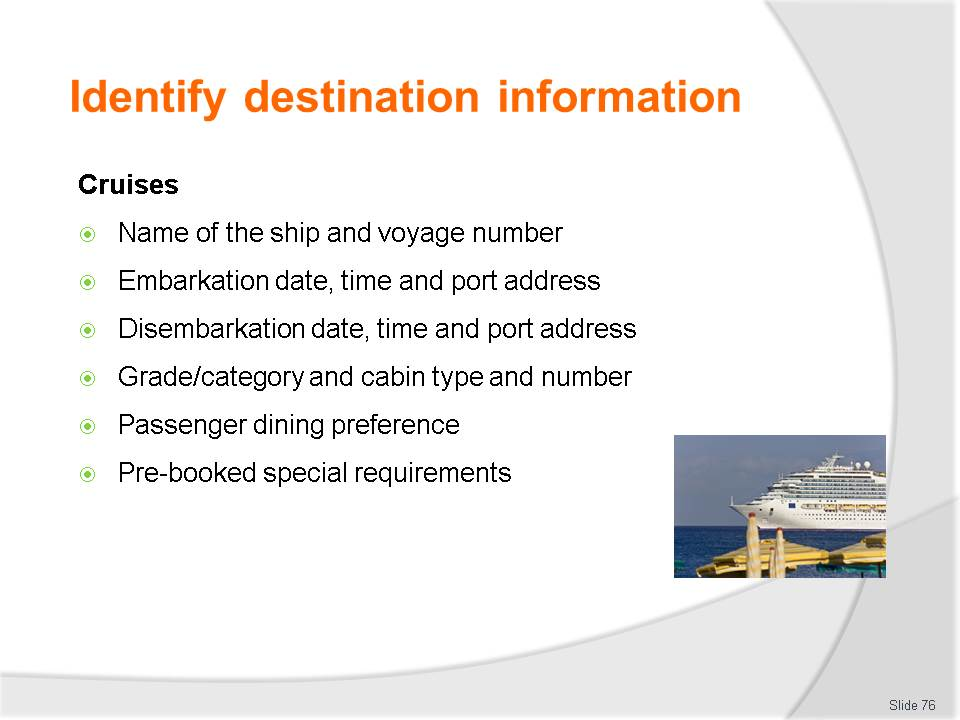 Identify destination information
Cruises
Name of the ship and voyage number
Embarkation date, time and port address
Disembarkation date, time and port address
Grade/category and cabin type and number
Passenger dining preference
Pre-booked special requirements
Slide 76